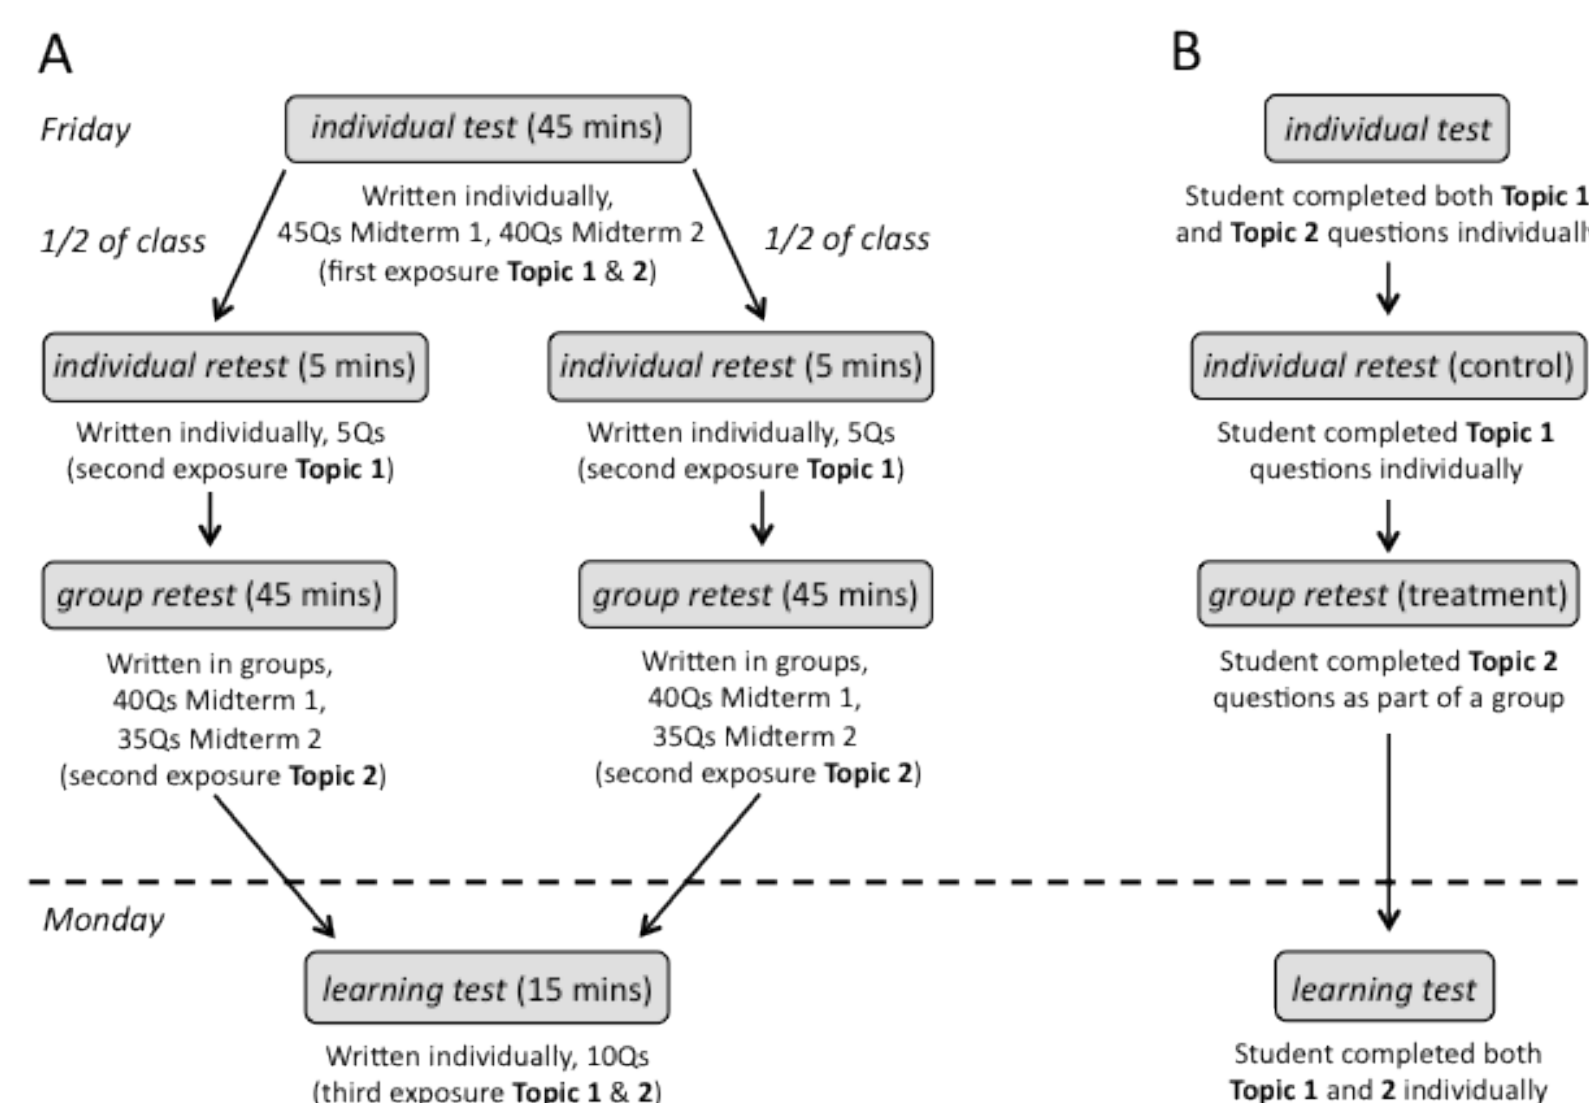 A
Friday
individual test (45 mins)
Written individually,
45Qs Midterm 1, 40Qs Midterm 2
(first exposure Topic 1 & 2)
1/2 of class
1/2 of class
individual retest (5 mins)
Written individually, 5Qs
(second exposure Topic 1)
individual retest (5 mins)
Written individually, 5Qs
(second exposure Topic 1)
group retest (45 mins)
Written in groups,
40Qs Midterm 1,
35Qs Midterm 2
(second exposure Topic 2)
group retest (45 mins)
Written in groups,
40Qs Midterm 1,
35Qs Midterm 2
(second exposure Topic 2)
Monday
learning test (15 mins)
Written individually, 10Qs
(third exposure Topic 1 & 2)
B
individual test
Student completed both Topic 1
and Topic 2 questions individually
individual retest (control)
Student completed Topic 1
questions individually
group retest (treatment)
Student completed Topic 2
questions as part of a group
learning test
Student completed both
Topic 1 and 2 individually